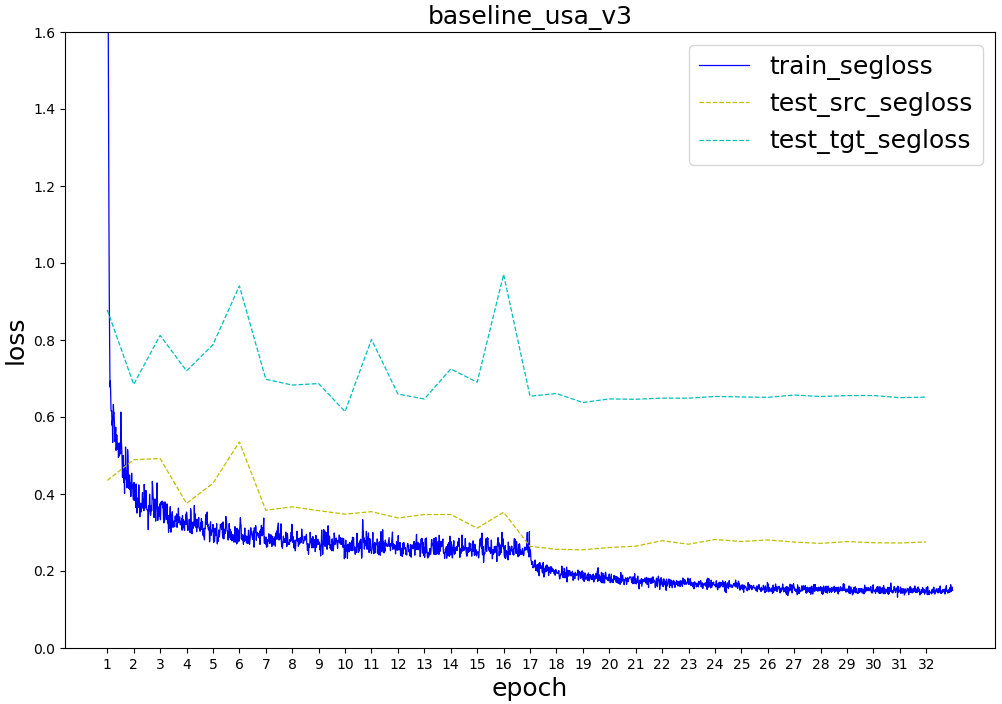 baseline_usa_v3
train_segloss
test_src_segloss
test_tgt_segloss
loss
1.6
1.4
1.2
1.0
0.8
0.6
0.4
0.2
0.0
1 2 3 4 5 6 7 8 9 10 11 12 13 14 15 16 17 18 19 20 21 22 23 24 25 26 27 28 29 30 31 32
epoch